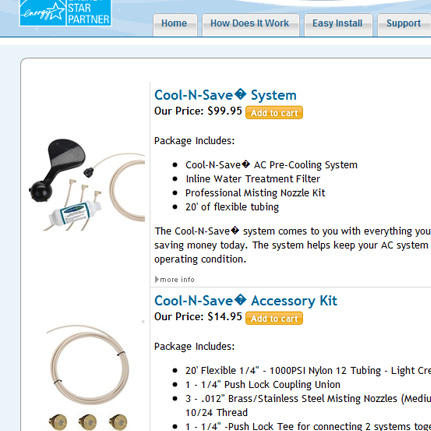 STAR
PARTNER
Home
How Does It Work
Easy Install
Support
Cool-N-Save� System
Our Price: $99.95 Add to cart
Package Includes:
Cool-N-Save� AC Pre-Cooling System
Inline Water Treatment Filter
Professional Misting Nozzle Kit
20' of flexible tubing
The Cool-N-Save� system comes to you with everything you
saving money today. The system helps keep your AC system
operating condition.
more info
Cool-N-Save� Accessory Kit
Our Price: $14.95 Add to cart
Package Includes:
20' Flexible 1/4" - 1000PSI Nylon 12 Tubing - Light Cre
1 - 1/4" Push Lock Coupling Union
3 - .012" Brass/Stainless Steel Misting Nozzles (Mediu
10/24 Thread
1 - 1/4" -Push Lock Tee for connecting 2 systems toge